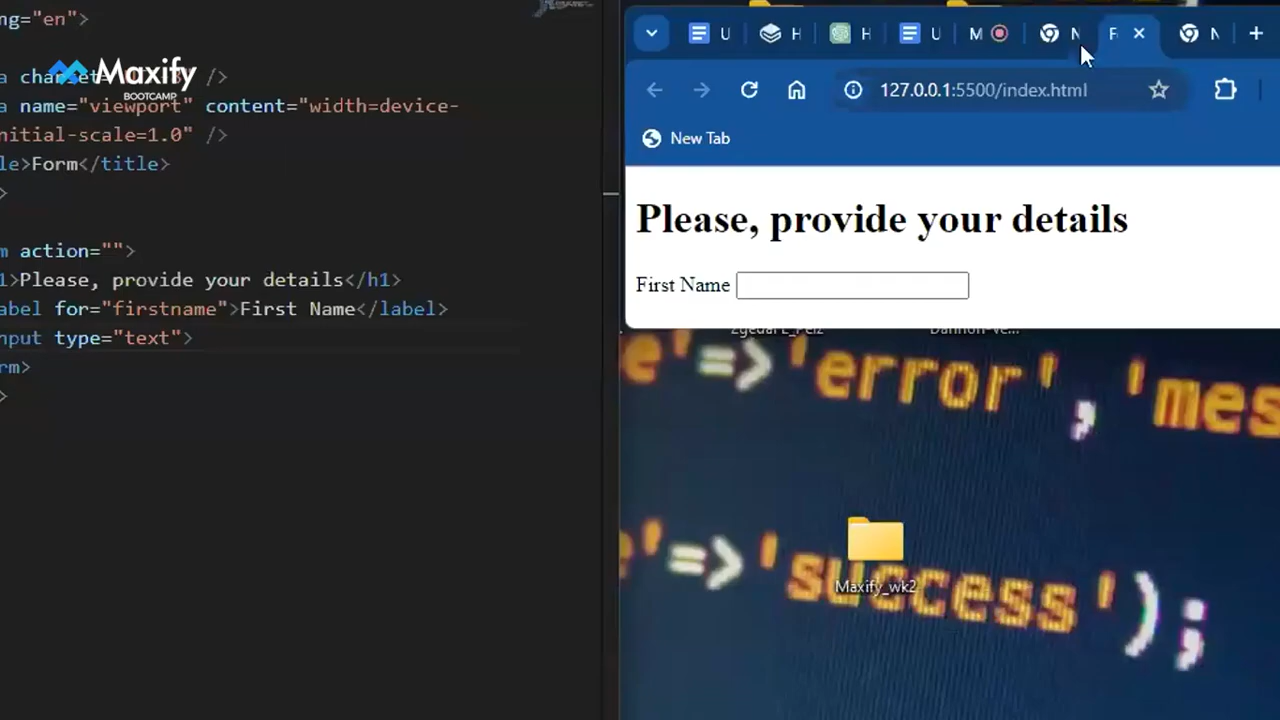 ng="en">
a charset="
8" />
Maxify
BOOTCAMP
a name="viewport" content="width=device-
nitial-scale=1.0" />
le>Form</title>
>
m action="">
1>Please, provide your details</h1>
abel for="firstname">First Name</label>
nput type="text">
rm>
>
U
H
H
U
M
N
F
N
127.0.0.1:5500/index.html
New Tab
Please, provide your details
First Name
e'=>'error', 'mes
Maxify_wk2
e'=>'success');